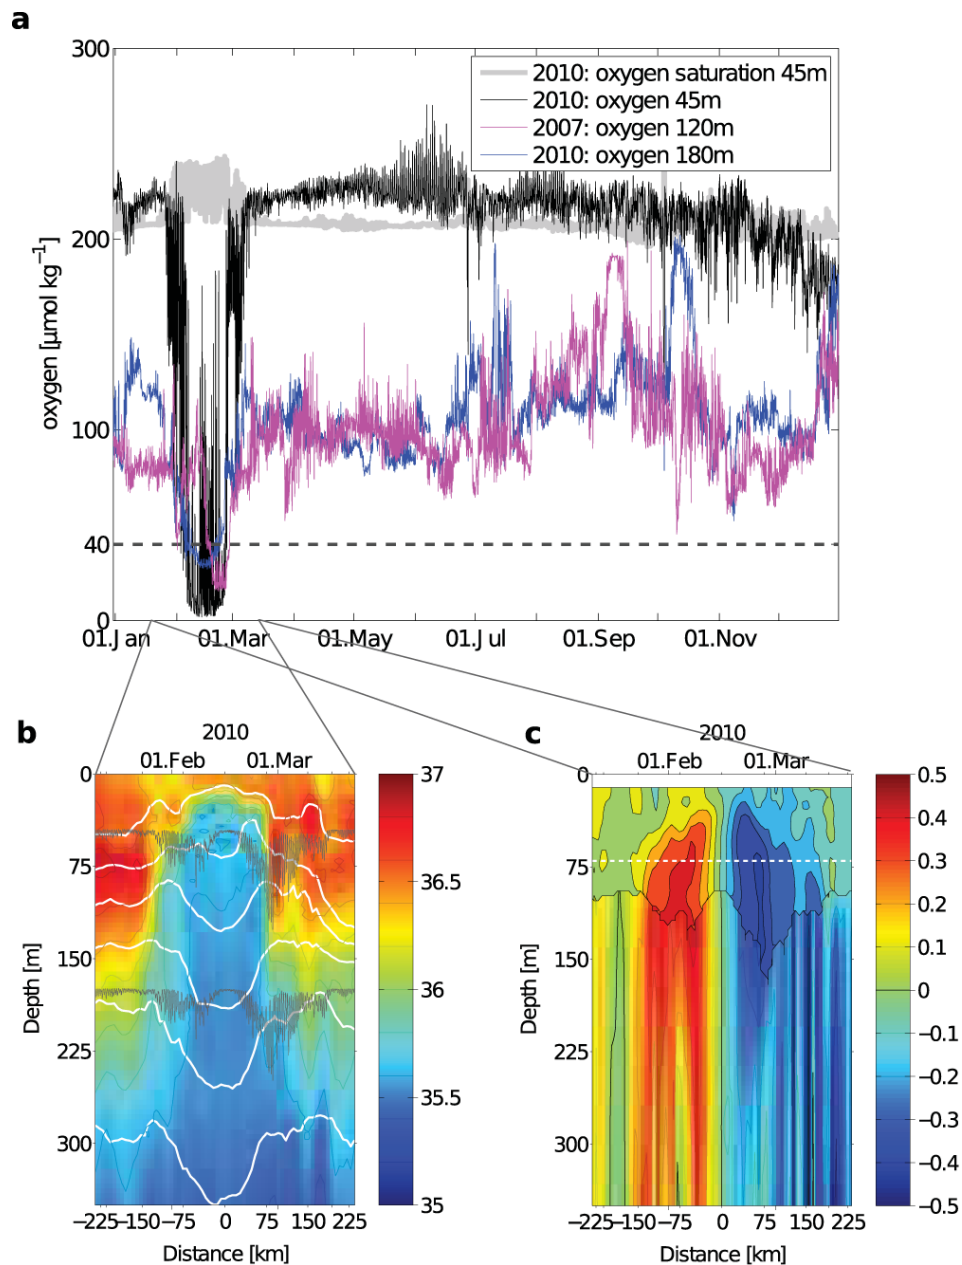 a
300
2010: oxygen saturation 45m
2010: oxygen 45m
2007: oxygen 120m
2010: oxygen 180m
200
oxygen [µmol kg⁻¹]
100
40
0
01.Jan 01.Mar 01.May 01.Jul 01.Sep 01.Nov
b
2010
01.Feb 01.Mar
0
75
150
225
300
Depth [m]
−225 −150 −75 0 75 150 225
Distance [km]
37
36.5
36
35.5
35
c
2010
01.Feb 01.Mar
0
75
150
225
300
Depth [m]
−225 −150 −75 0 75 150 225
Distance [km]
0.5
0.4
0.3
0.2
0.1
0
−0.1
−0.2
−0.3
−0.4
−0.5